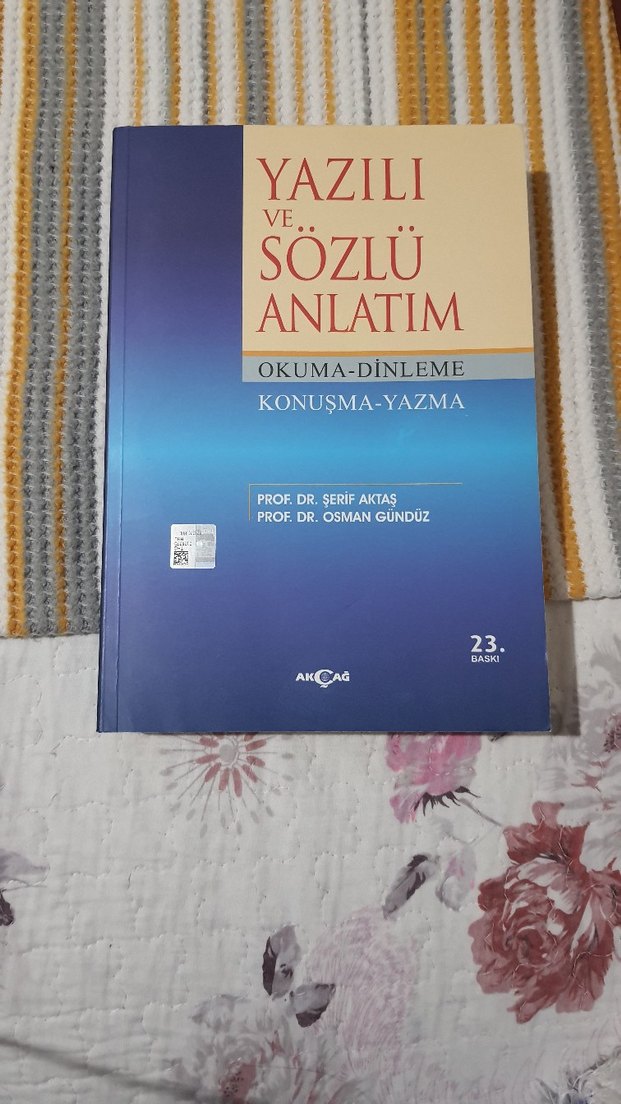 YAZILI
VE
SÖZLÜ
ANLATIM
OKUMA-DİNLEME
KONUŞMA-YAZMA
PROF. DR. ŞERİF AKTAŞ
PROF. DR. OSMAN GÜNDÜZ
23.
BASKI
AKÇAĞ